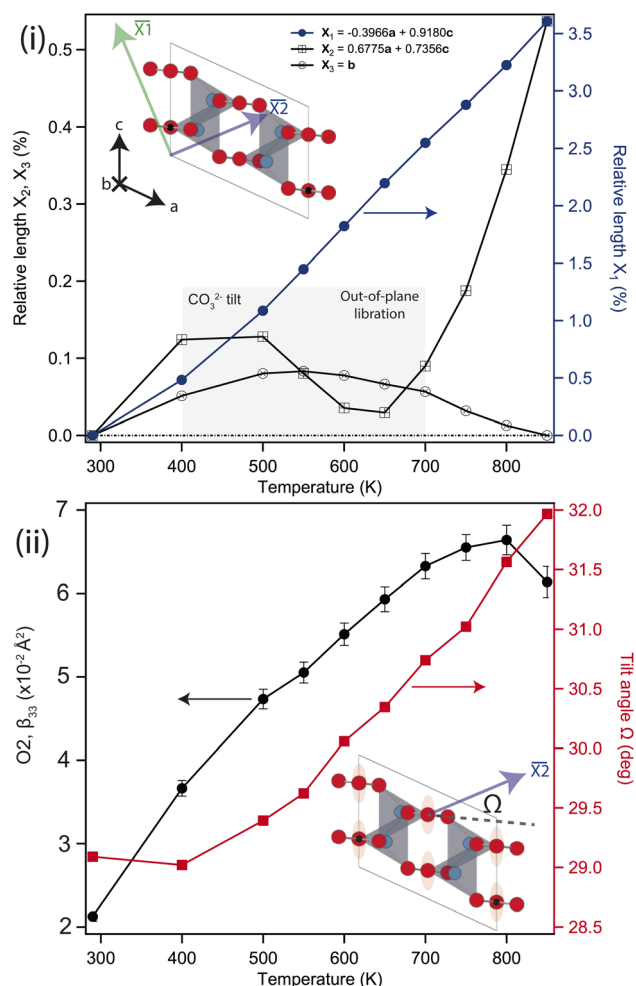 (i)
X1
X2
c
b
a
X₁ = -0.3966a + 0.9180c
X₂ = 0.6775a + 0.7356c
X₃ = b
CO₃²⁻ tilt
Out-of-plane
libration
Relative length X₂, X₃ (%)
0.5
0.4
0.3
0.2
0.1
0.0
Relative length X₁ (%)
3.5
3.0
2.5
2.0
1.5
1.0
0.5
0.0
300 400 500 600 700 800
Temperature (K)
(ii)
O2, β₃₃ (x10⁻² Å²)
7
6
5
4
3
2
Tilt angle Ω (deg)
32.0
31.5
31.0
30.5
30.0
29.5
29.0
28.5
X2
Ω
300 400 500 600 700 800
Temperature (K)